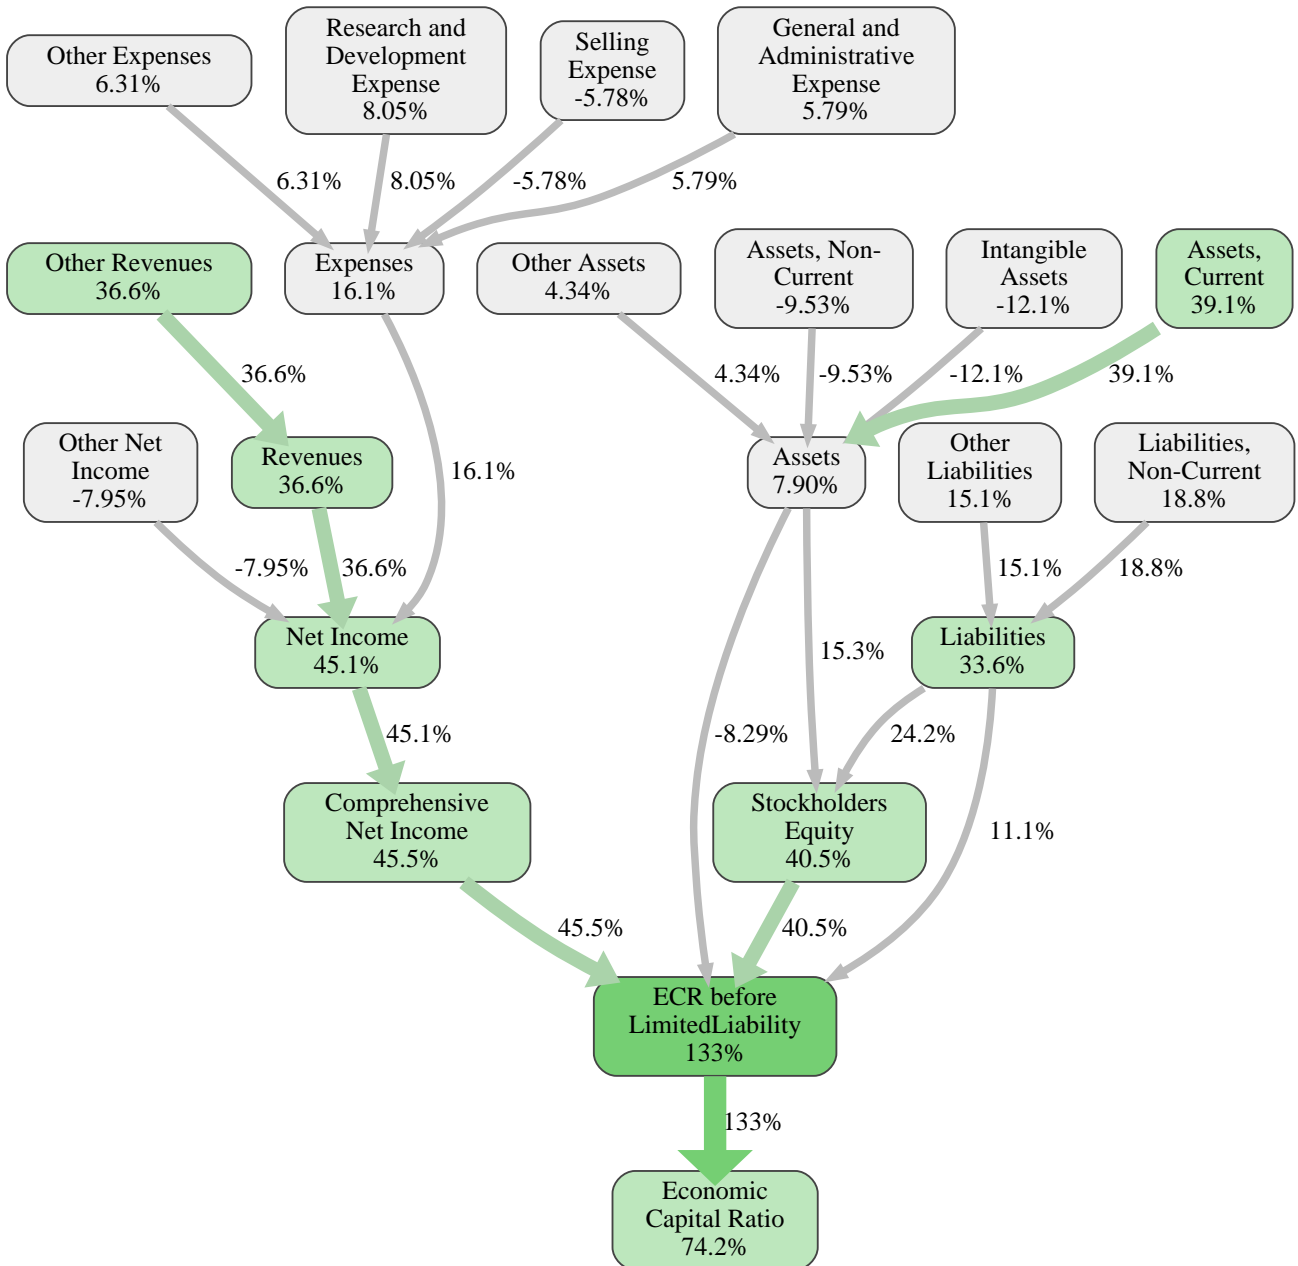 Other Expenses
6.31%
Research and
Development
Expense
8.05%
Selling
Expense
-5.78%
General and
Administrative
Expense
5.79%
6.31%
8.05%
-5.78%
5.79%
Other Revenues
36.6%
Expenses
16.1%
Other Assets
4.34%
Assets, Non-
Current
-9.53%
Intangible
Assets
-12.1%
Assets,
Current
39.1%
36.6%
4.34%
-9.53%
-12.1%
39.1%
Other Net
Income
-7.95%
Revenues
36.6%
16.1%
Assets
7.90%
Other
Liabilities
15.1%
Liabilities,
Non-Current
18.8%
-7.95%
36.6%
15.1%
18.8%
Net Income
45.1%
15.3%
Liabilities
33.6%
45.1%
-8.29%
24.2%
Comprehensive
Net Income
45.5%
Stockholders
Equity
40.5%
11.1%
45.5%
40.5%
ECR before
LimitedLiability
133%
133%
Economic
Capital Ratio
74.2%